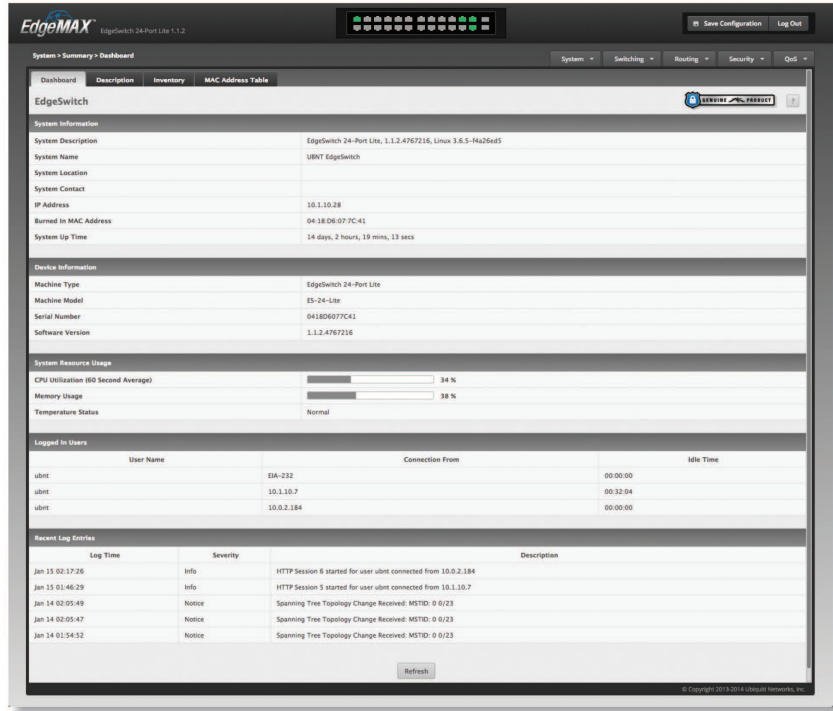 EdgeMAX™ EdgeSwitch 24-Port Lite 1.1.2
Save Configuration Log Out
System > Summary > Dashboard
System Switching Routing Security QoS
Dashboard Description Inventory MAC Address Table
EdgeSwitch
GENUINE PRODUCT
System Information
System Description EdgeSwitch 24-Port Lite, 1.1.2.4767216, Linux 3.6.5-f4a26ed5
System Name UBNT EdgeSwitch
System Location
System Contact
IP Address 10.1.10.28
Burned In MAC Address 04:18:D6:07:7C:41
System Up Time 14 days, 2 hours, 19 mins, 13 secs
Device Information
Machine Type EdgeSwitch 24-Port Lite
Machine Model ES-24-Lite
Serial Number 0418D6077C41
Software Version 1.1.2.4767216
System Resource Usage
CPU Utilization (60 Second Average) 34 %
Memory Usage 38 %
Temperature Status Normal
Logged In Users
User Name Connection From Idle Time
ubnt EIA-232 00:00:00
ubnt 10.1.10.7 00:32:04
ubnt 10.0.2.184 00:00:00
Recent Log Entries
Log Time Severity Description
Jan 15 02:17:26 Info HTTP Session 6 started for user ubnt connected from 10.0.2.184
Jan 15 01:46:29 Info HTTP Session 5 started for user ubnt connected from 10.1.10.7
Jan 14 02:05:49 Notice Spanning Tree Topology Change Received: MSTID: 0 0/23
Jan 14 02:05:47 Notice Spanning Tree Topology Change Received: MSTID: 0 0/23
Jan 14 01:54:52 Notice Spanning Tree Topology Change Received: MSTID: 0 0/23
Refresh
© Copyright 2013-2014 Ubiquiti Networks, Inc.